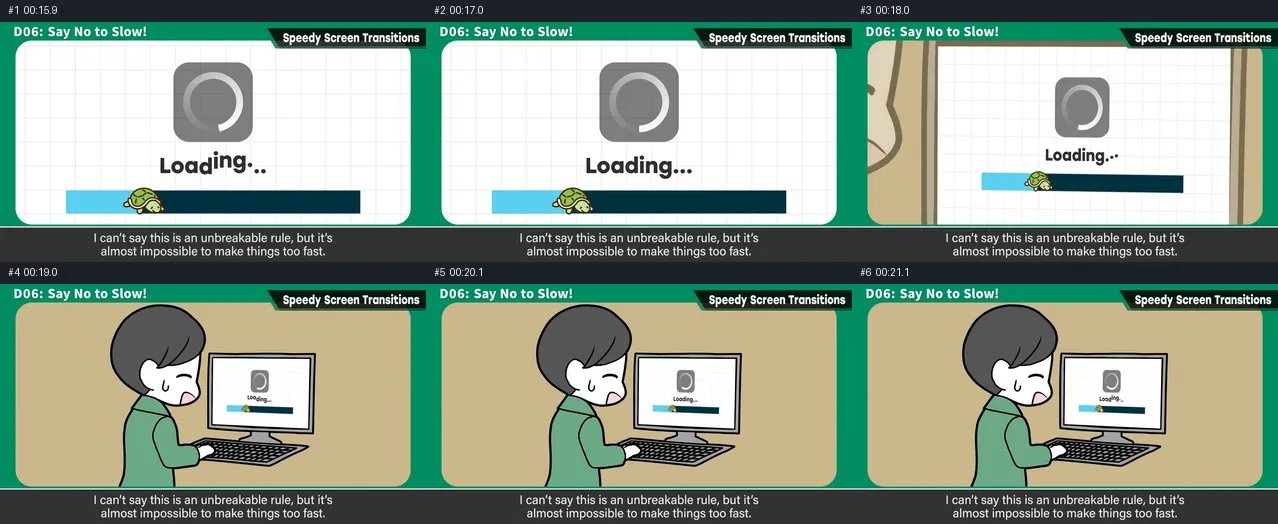 #1 00:15.9
D06: Say No to Slow!
Speedy Screen Transitions
Loading...
I can't say this is an unbreakable rule, but it's
almost impossible to make things too fast.
#2 00:17.0
D06: Say No to Slow!
Speedy Screen Transitions
Loading...
I can't say this is an unbreakable rule, but it's
almost impossible to make things too fast.
#3 00:18.0
D06: Say No to Slow!
Speedy Screen Transitions
Loading...
I can't say this is an unbreakable rule, but it's
almost impossible to make things too fast.
#4 00:19.0
D06: Say No to Slow!
Speedy Screen Transitions
Loading...
I can't say this is an unbreakable rule, but it's
almost impossible to make things too fast.
#5 00:20.1
D06: Say No to Slow!
Speedy Screen Transitions
Loading...
I can't say this is an unbreakable rule, but it's
almost impossible to make things too fast.
#6 00:21.1
D06: Say No to Slow!
Speedy Screen Transitions
Loading...
I can't say this is an unbreakable rule, but it's
almost impossible to make things too fast.